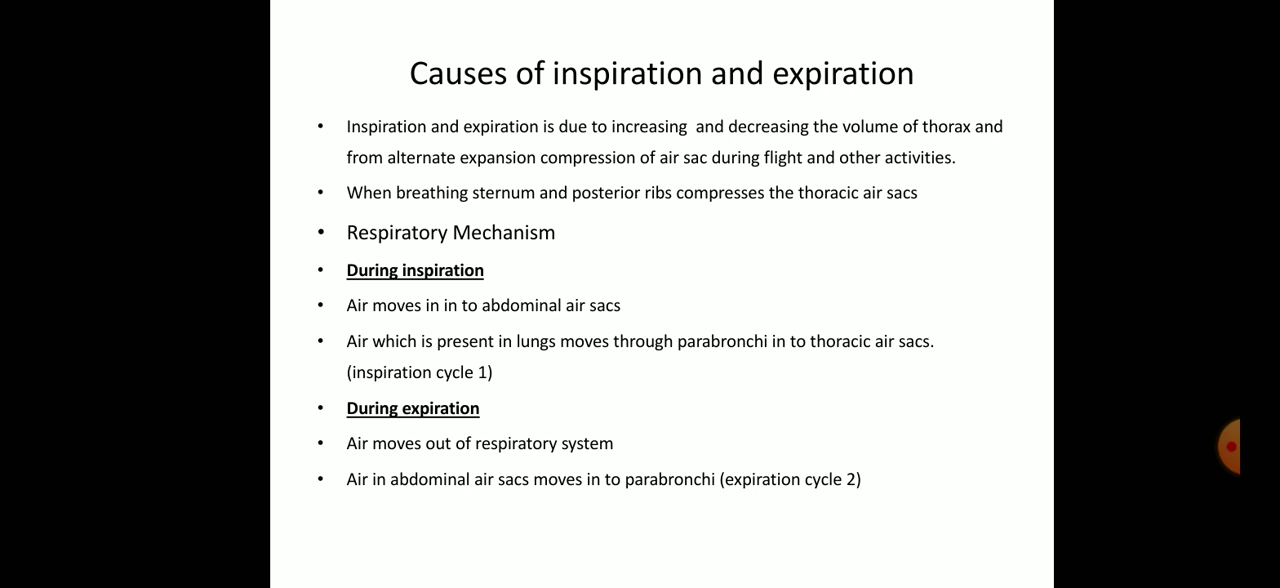 Causes of inspiration and expiration
• Inspiration and expiration is due to increasing and decreasing the volume of thorax and
from alternate expansion compression of air sac during flight and other activities.
• When breathing sternum and posterior ribs compresses the thoracic air sacs
• Respiratory Mechanism
• During inspiration
• Air moves in in to abdominal air sacs
• Air which is present in lungs moves through parabronchi in to thoracic air sacs.
(inspiration cycle 1)
• During expiration
• Air moves out of respiratory system
• Air in abdominal air sacs moves in to parabronchi (expiration cycle 2)